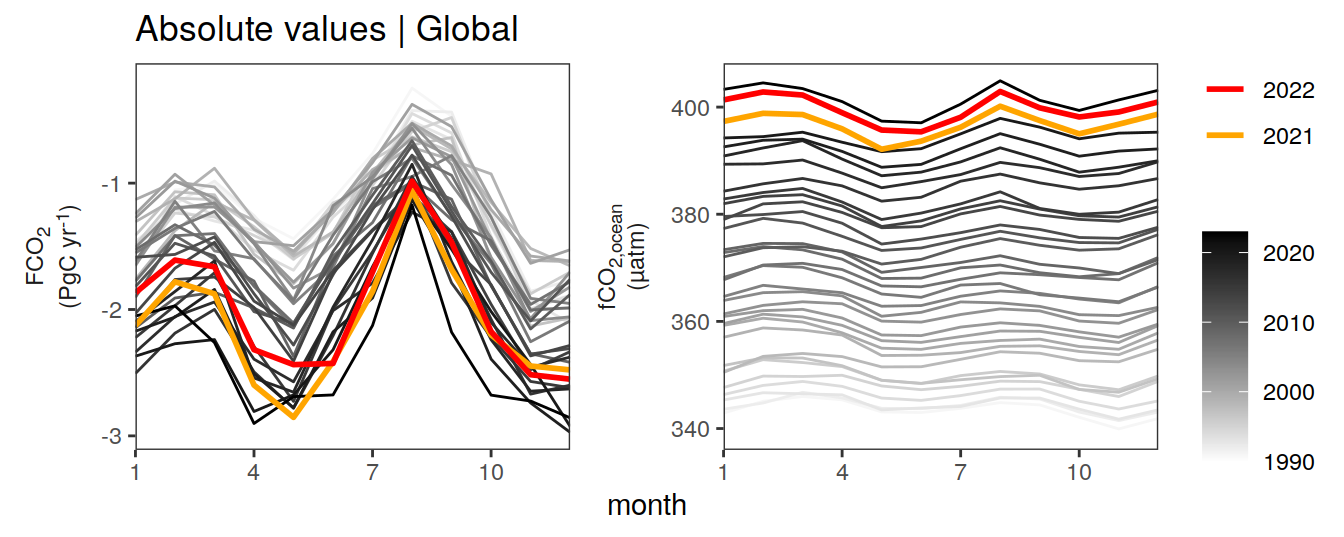 Absolute values | Global
FCO₂
(PgC yr⁻¹)
-1
-2
-3
1 4 7 10
fCO₂,ocean
(µatm)
400
380
360
340
1 4 7 10
month
2022
2021
2020
2010
2000
1990